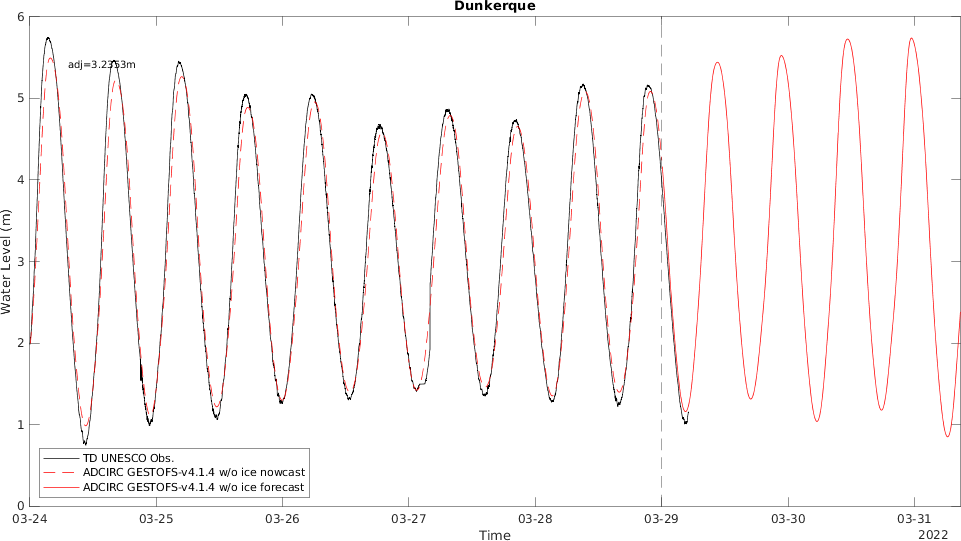 Dunkerque
6
adj=3.2353m
5
4
3
2
1
0
Water Level (m)
TD UNESCO Obs.
ADCIRC GESTOFS-v4.1.4 w/o ice nowcast
ADCIRC GESTOFS-v4.1.4 w/o ice forecast
03-24 03-25 03-26 03-27 03-28 03-29 03-30 03-31
Time
2022